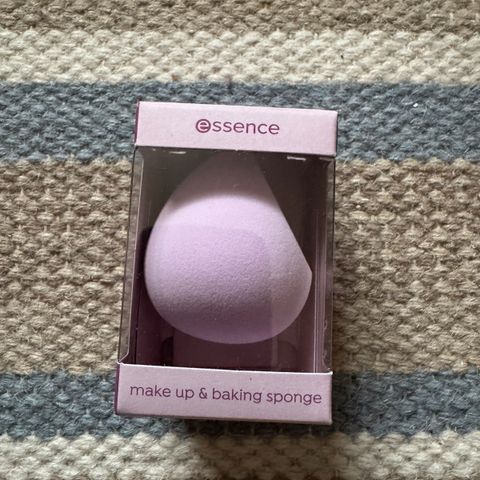 essence
make up & baking sponge